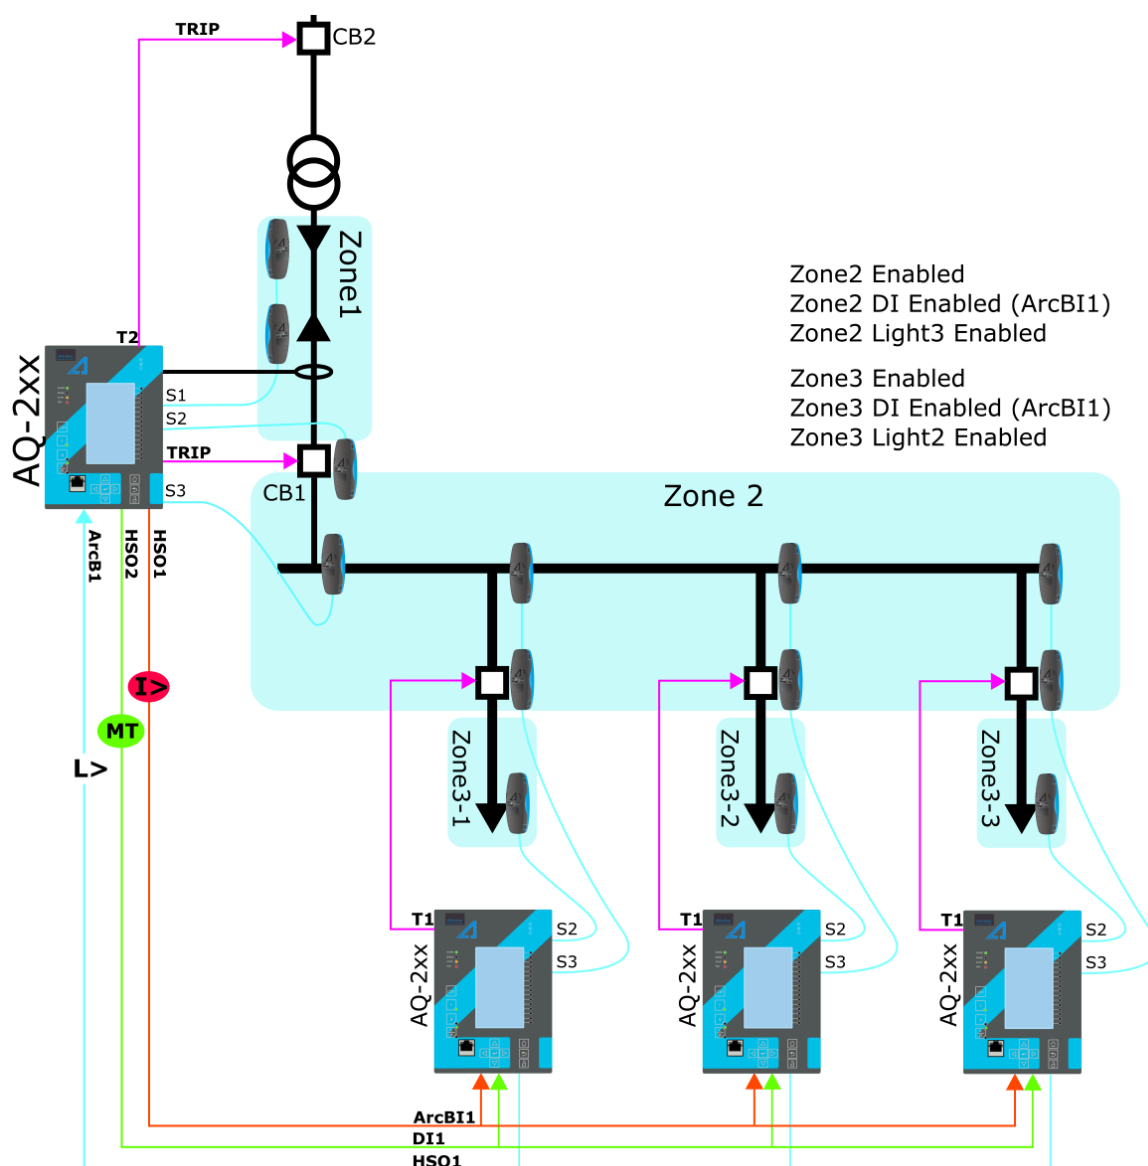 TRIP
CB2
Zone1
Zone2 Enabled
Zone2 DI Enabled (ArcBI1)
Zone2 Light3 Enabled
Zone3 Enabled
Zone3 DI Enabled (ArcBI1)
Zone3 Light2 Enabled
T2
AQ-2xx
S1
S2
TRIP
S3
CB1
Zone 2
ArcB1
HSO2
HSO1
I>
MT
L>
Zone3-1
Zone3-2
Zone3-3
T1
S2
S3
AQ-2xx
T1
S2
S3
AQ-2xx
T1
S2
S3
AQ-2xx
ArcBI1
DI1
HSO1